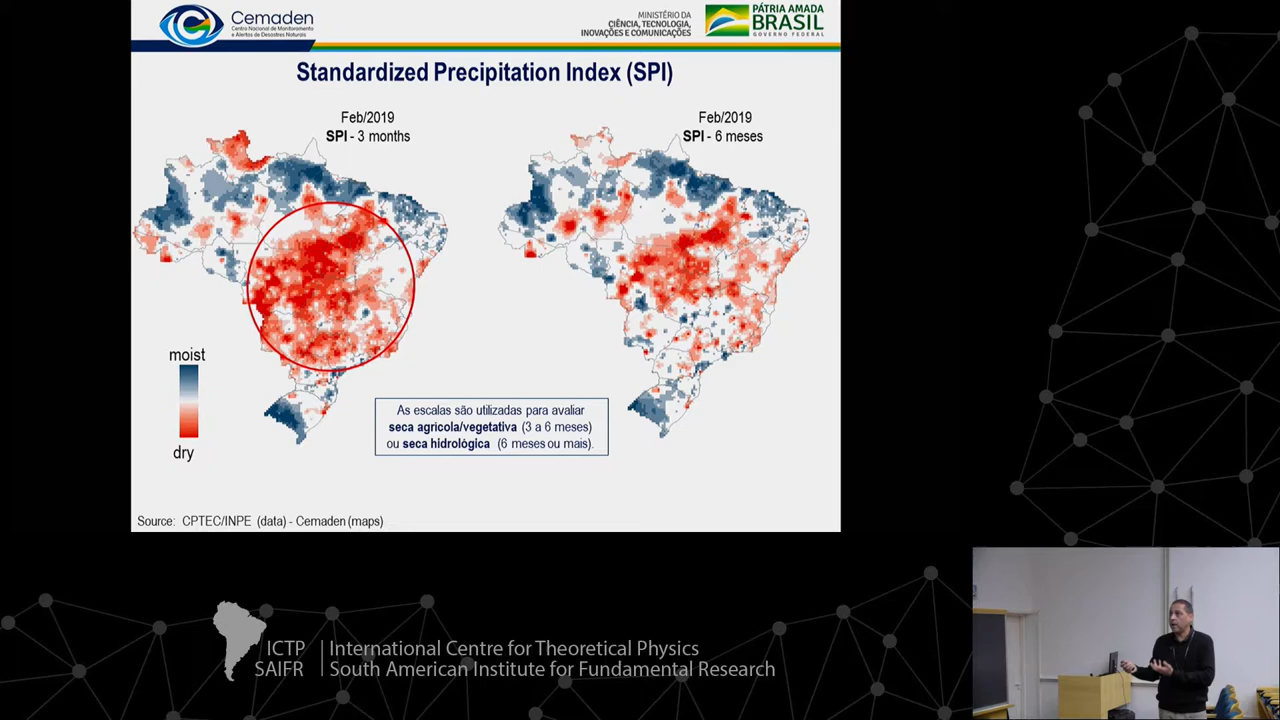 Cemaden
Centro Nacional de Monitoramento
e Alertas de Desastres Naturais
MINISTÉRIO DA
CIÊNCIA, TECNOLOGIA,
INOVAÇÕES E COMUNICAÇÕES
PÁTRIA AMADA
BRASIL
GOVERNO FEDERAL
Standardized Precipitation Index (SPI)
Feb/2019
SPI - 3 months
Feb/2019
SPI - 6 meses
moist
dry
As escalas são utilizadas para avaliar
seca agrícola/vegetativa (3 a 6 meses)
ou seca hidrológica (6 meses ou mais).
Source: CPTEC/INPE (data) - Cemaden (maps)
ICTP
SAIFR
International Centre for Theoretical Physics
South American Institute for Fundamental Research